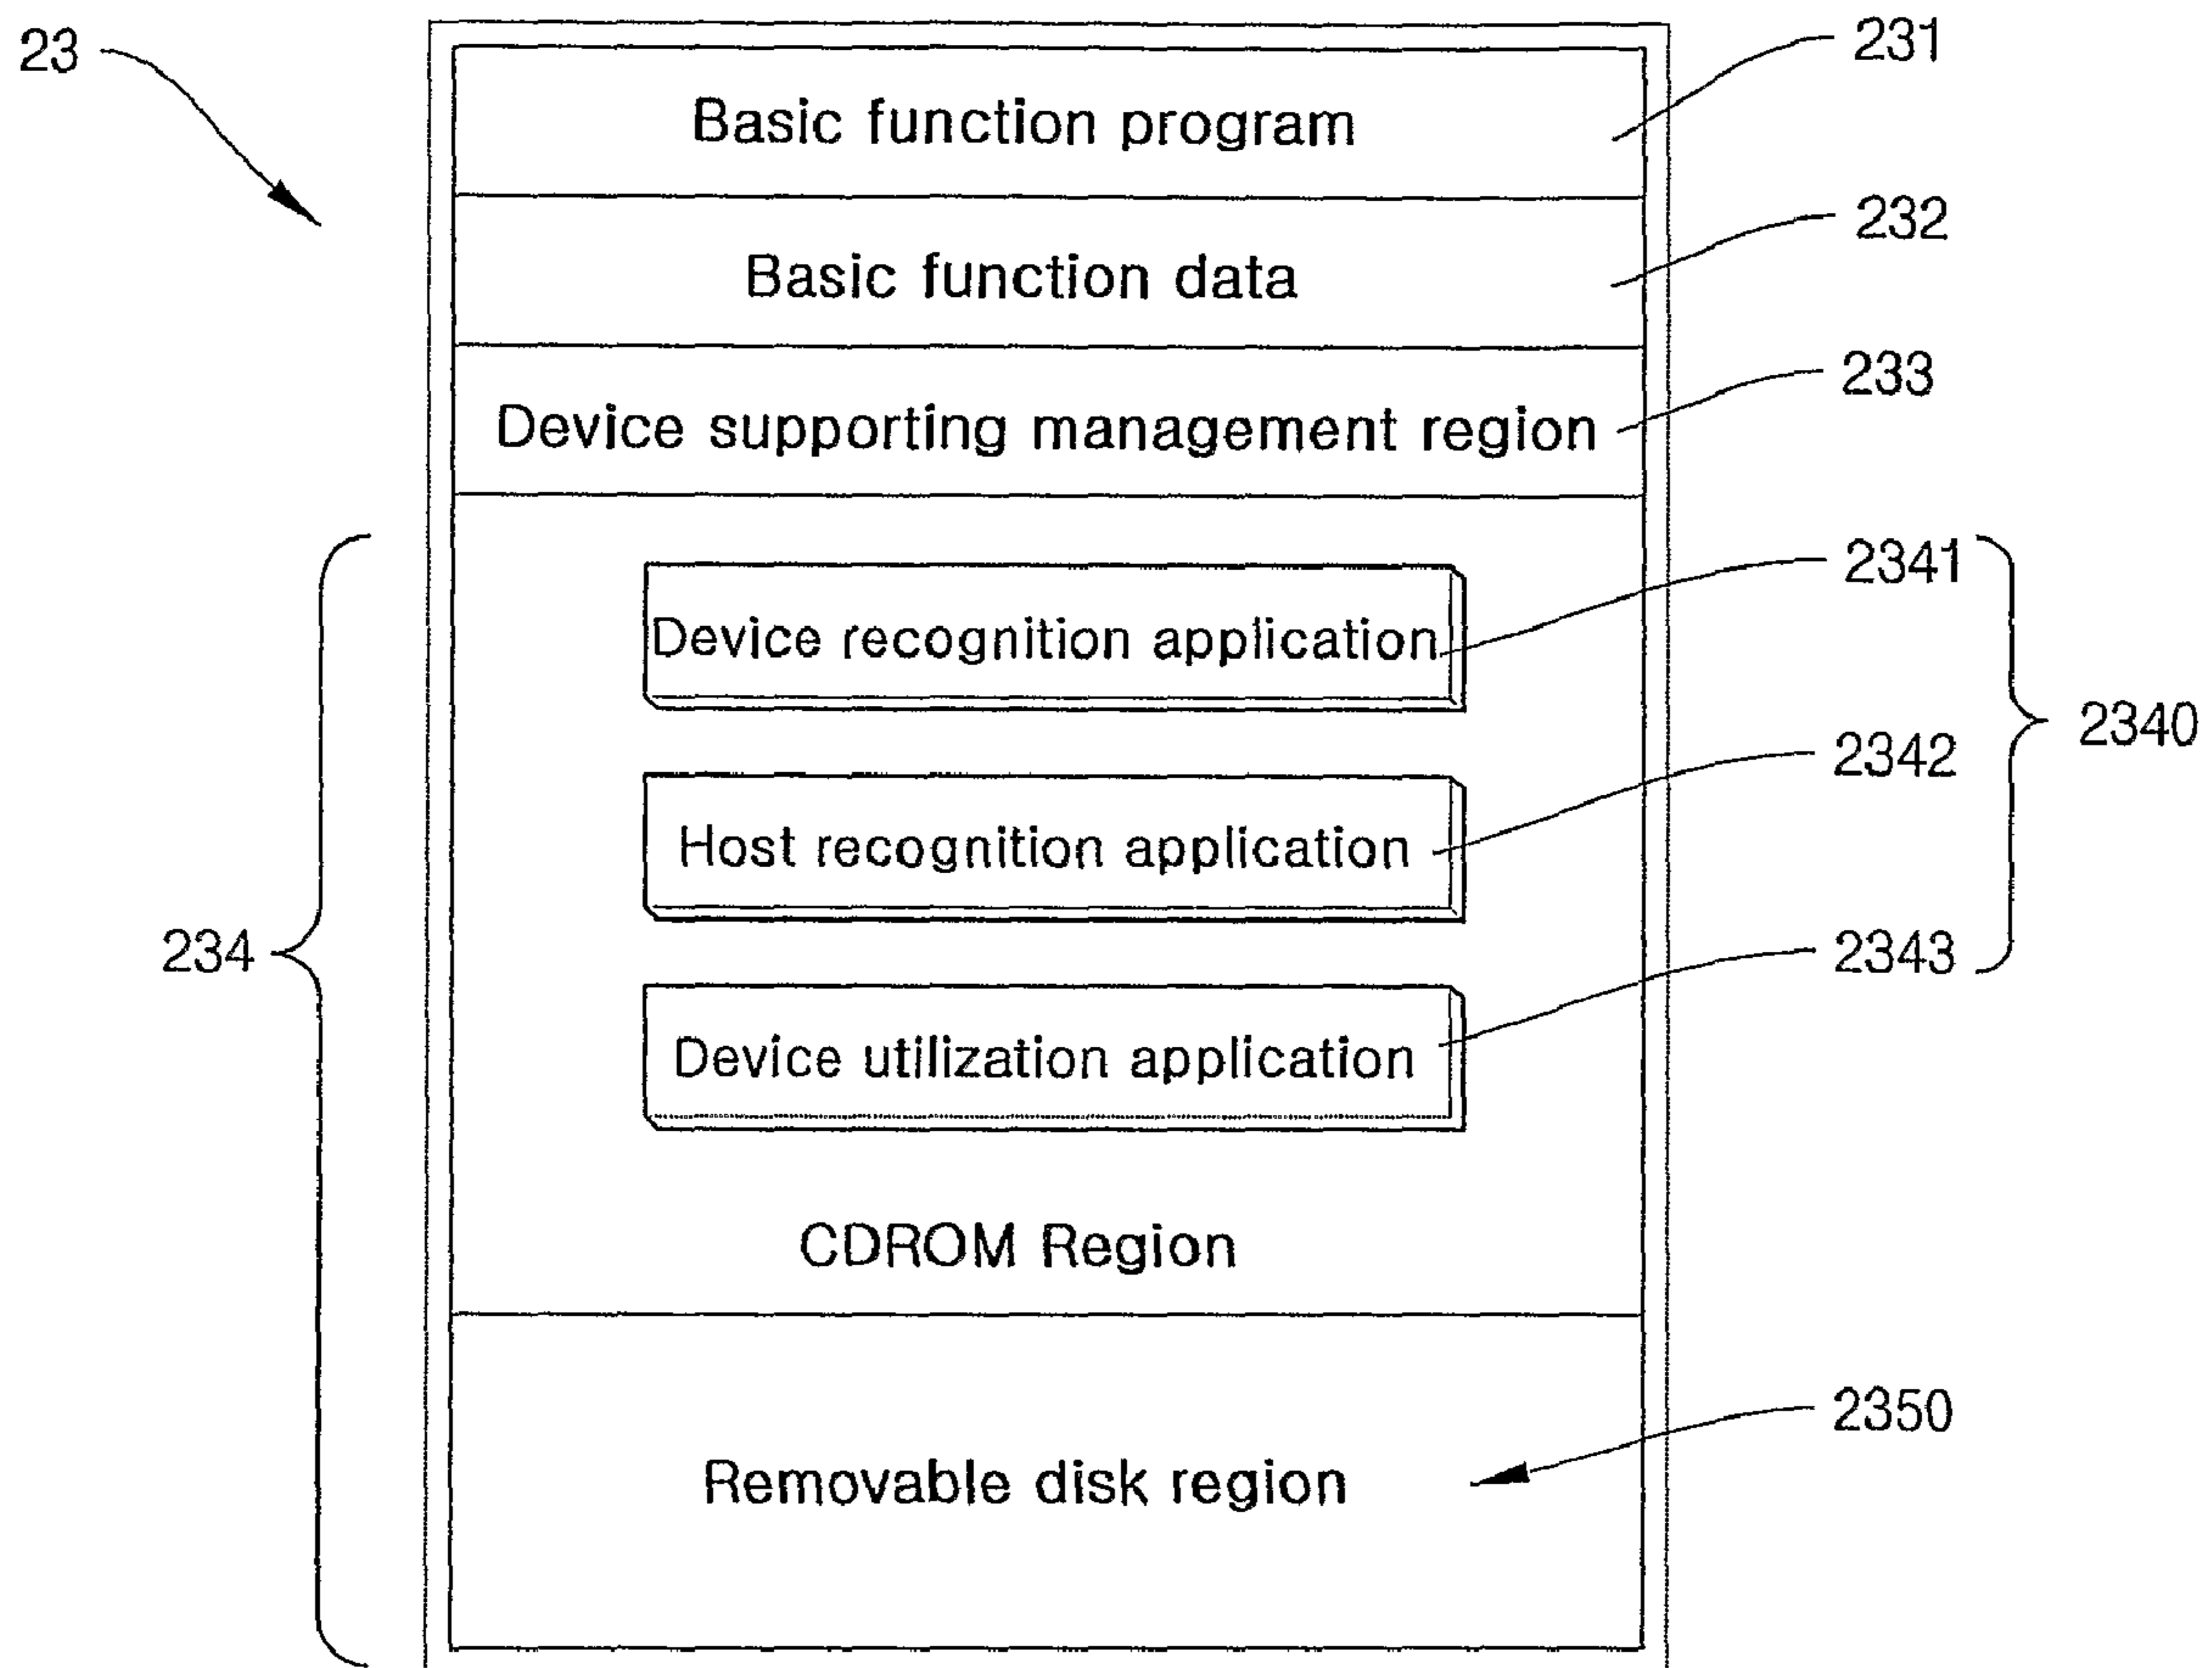 23
231
Basic function program
232
Basic function data
233
Device supporting management region
2341
Device recognition application
2340
2342
Host recognition application
234
2343
Device utilization application
CDROM Region
2350
Removable disk region